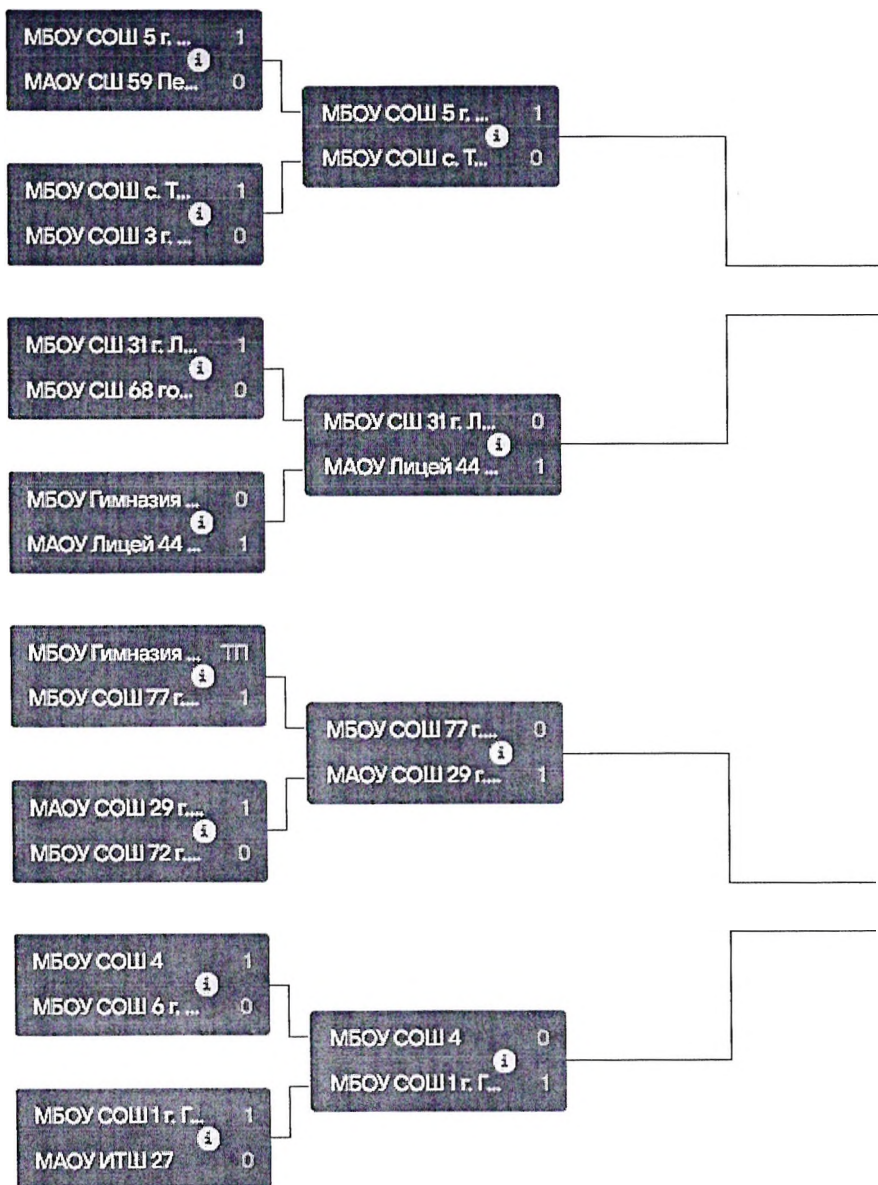 МБОУ СОШ 5 г. ... 1
МАОУ СШ 59 Пе... 0
МБОУ СОШ с. Т... 1
МБОУ СОШ 3 г. ... 0
МБОУ СОШ 5 г. ... 1
МБОУ СОШ с. Т... 0
МБОУ СШ 31 г. Л... 1
МБОУ СШ 68 го... 0
МБОУ Гимназия ... 0
МАОУ Лицей 44 ... 1
МБОУ СШ 31 г. Л... 0
МАОУ Лицей 44 ... 1
МБОУ Гимназия ... ТП
МБОУ СОШ 77 г.... 1
МАОУ СОШ 29 г.... 1
МБОУ СОШ 72 г.... 0
МБОУ СОШ 77 г.... 0
МАОУ СОШ 29 г.... 1
МБОУ СОШ 4 1
МБОУ СОШ 6 г. ... 0
МБОУ СОШ 1 г. Г... 1
МАОУ ИТШ 27 0
МБОУ СОШ 4 0
МБОУ СОШ 1 г. Г... 1